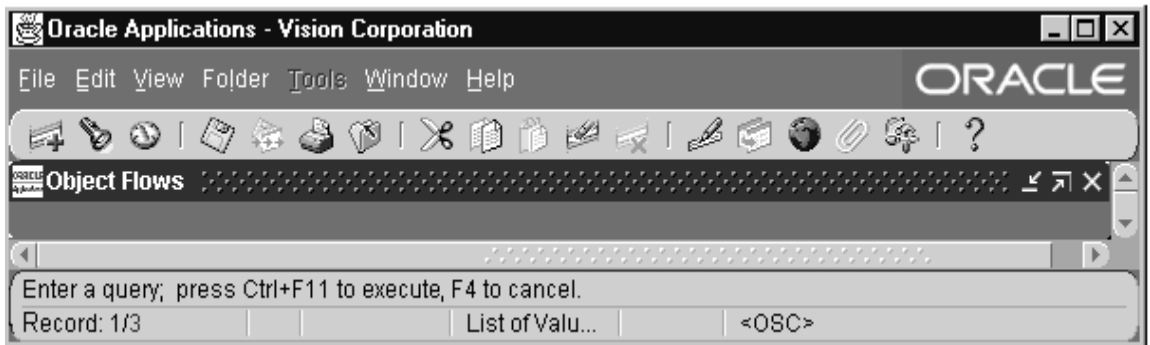 Oracle Applications - Vision Corporation
File Edit View Folder Tools Window Help
ORACLE
?
Object Flows
Enter a query; press Ctrl+F11 to execute, F4 to cancel.
Record: 1/3 List of Valu... <OSC>